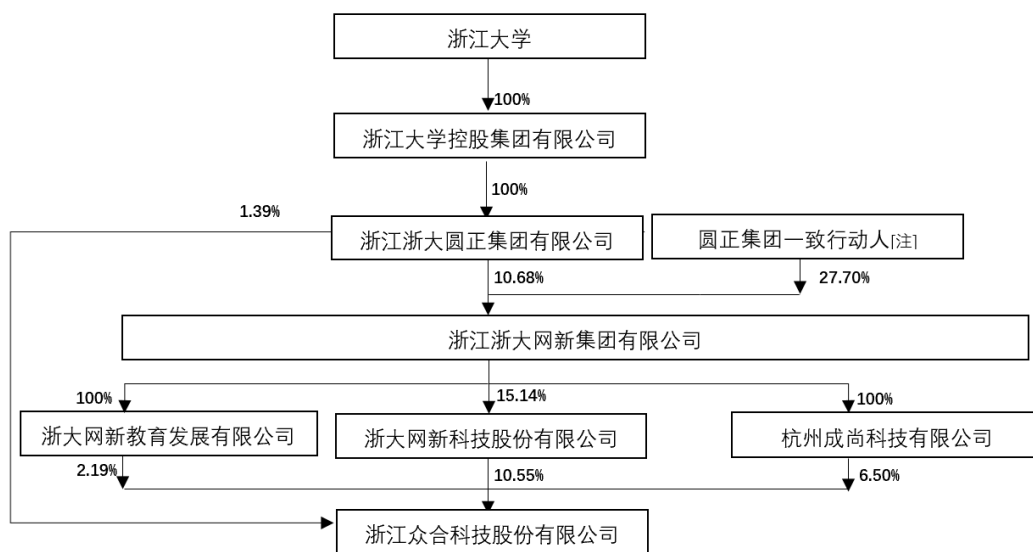 浙江大学
100%
浙江大学控股集团有限公司
100%
1.39%
浙江浙大圆正集团有限公司
圆正集团一致行动人[注]
10.68%
27.70%
浙江浙大网新集团有限公司
100%
15.14%
100%
浙大网新教育发展有限公司
浙大网新科技股份有限公司
杭州成尚科技有限公司
2.19%
10.55%
6.50%
浙江众合科技股份有限公司